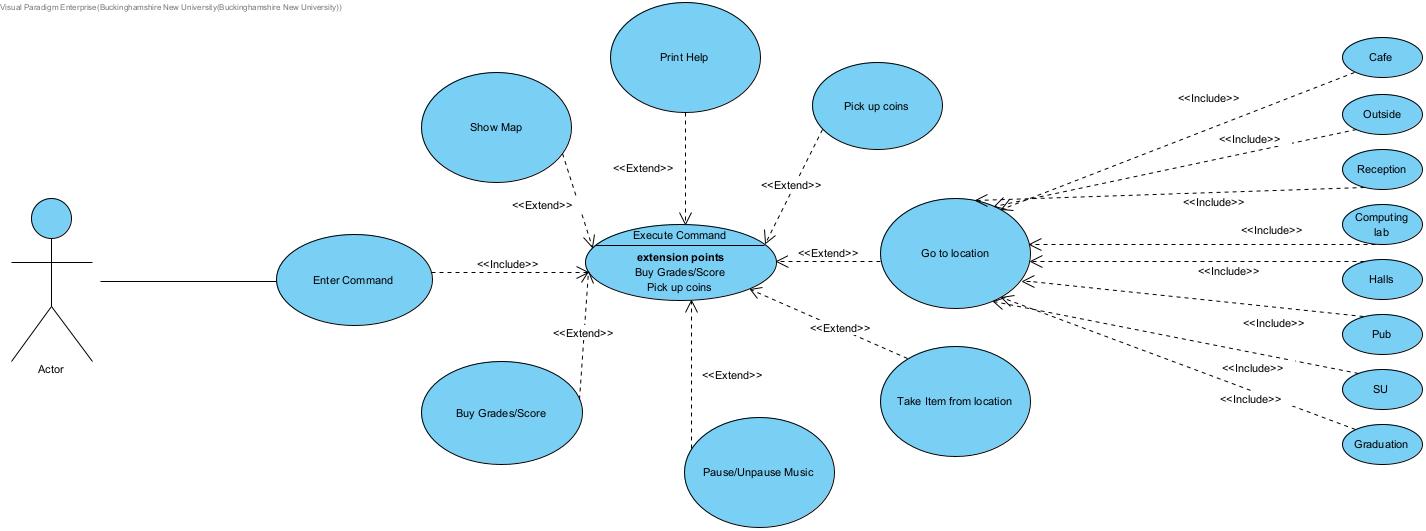 Visual Paradigm Enterprise(Buckinghamshire New University(Buckinghamshire New University))
Print Help
Cafe
<<Include>>
Pick up coins
Outside
Show Map
<<Include>>
<<Extend>>
Reception
<<Extend>>
<<Extend>>
<<Include>>
Computing
lab
<<Include>>
Execute Command
Go to location
<<Extend>>
extension points
<<Include>>
Buy Grades/Score
<<Include>>
Enter Command
Halls
Pick up coins
<<Include>>
<<Extend>>
<<Extend>>
Pub
Actor
<<Include>>
<<Extend>>
SU
Take Item from location
<<Include>>
Buy Grades/Score
Graduation
Pause/Unpause Music